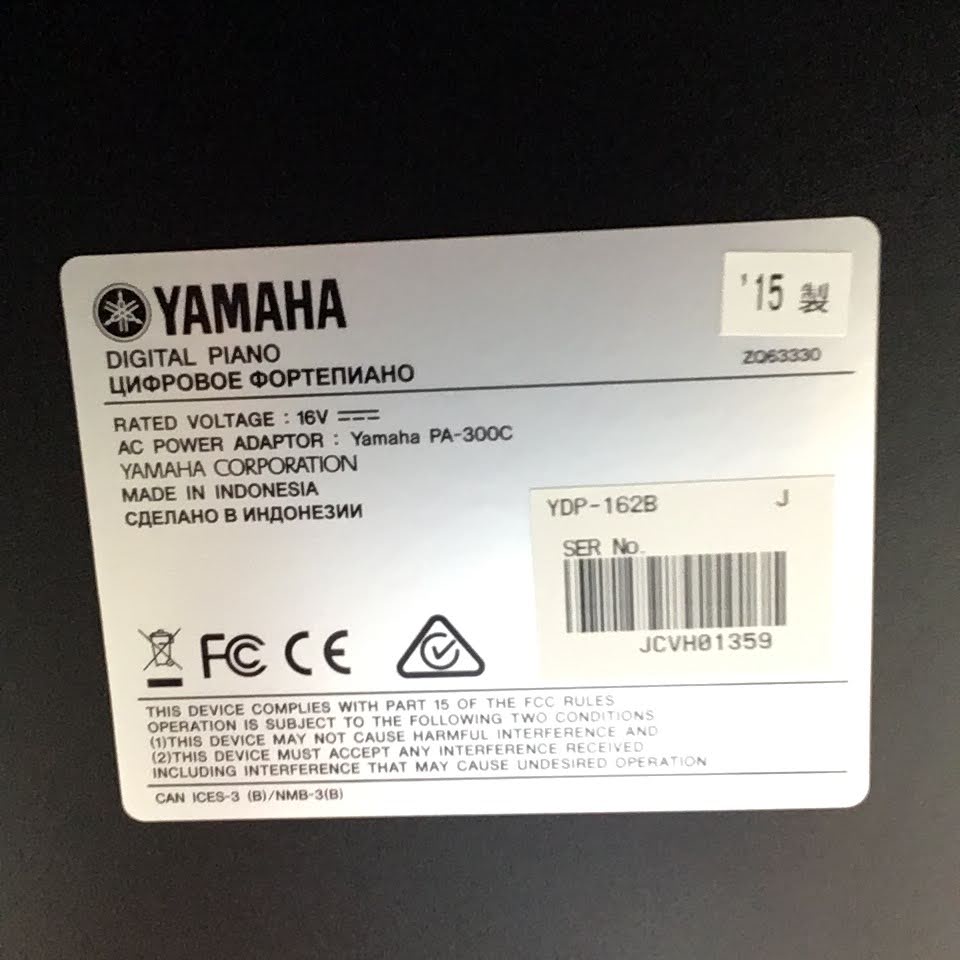 YAMAHA
'15 製
DIGITAL PIANO
ZQ63330
ЦИФРОВОЕ ФОРТЕПИАНО
RATED VOLTAGE : 16V
AC POWER ADAPTOR : Yamaha PA-300C
YAMAHA CORPORATION
MADE IN INDONESIA
СДЕЛАНО В ИНДОНЕЗИИ
YDP-162B J
SER No.
JCVH01359
FC CE
THIS DEVICE COMPLIES WITH PART 15 OF THE FCC RULES
OPERATION IS SUBJECT TO THE FOLLOWING TWO CONDITIONS
(1)THIS DEVICE MAY NOT CAUSE HARMFUL INTERFERENCE AND
(2)THIS DEVICE MUST ACCEPT ANY INTERFERENCE RECEIVED
INCLUDING INTERFERENCE THAT MAY CAUSE UNDESIRED OPERATION
CAN ICES-3 (B)/NMB-3(B)